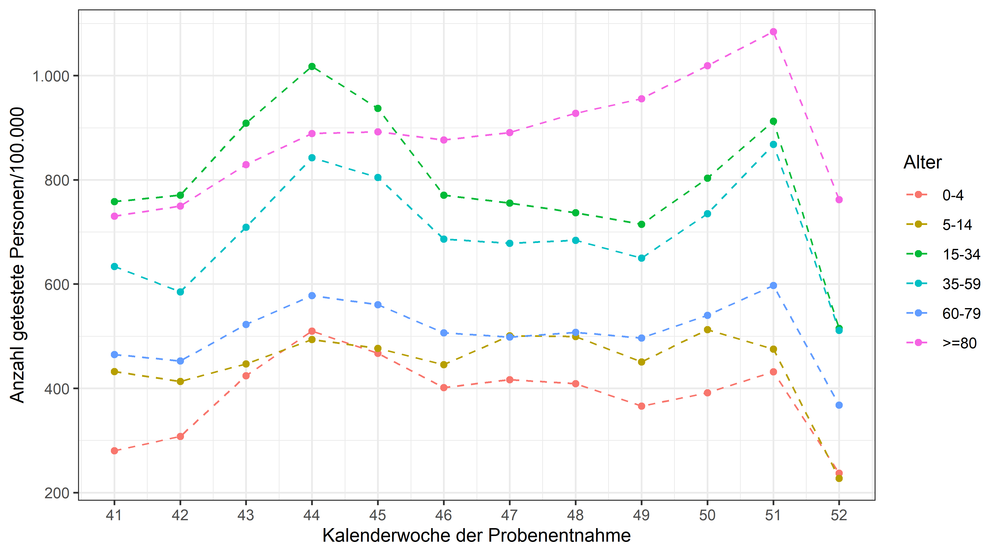 Anzahl getestete Personen/100.000
1.000
800
600
400
200
41 42 43 44 45 46 47 48 49 50 51 52
Kalenderwoche der Probenentnahme
Alter
0-4
5-14
15-34
35-59
60-79
>=80